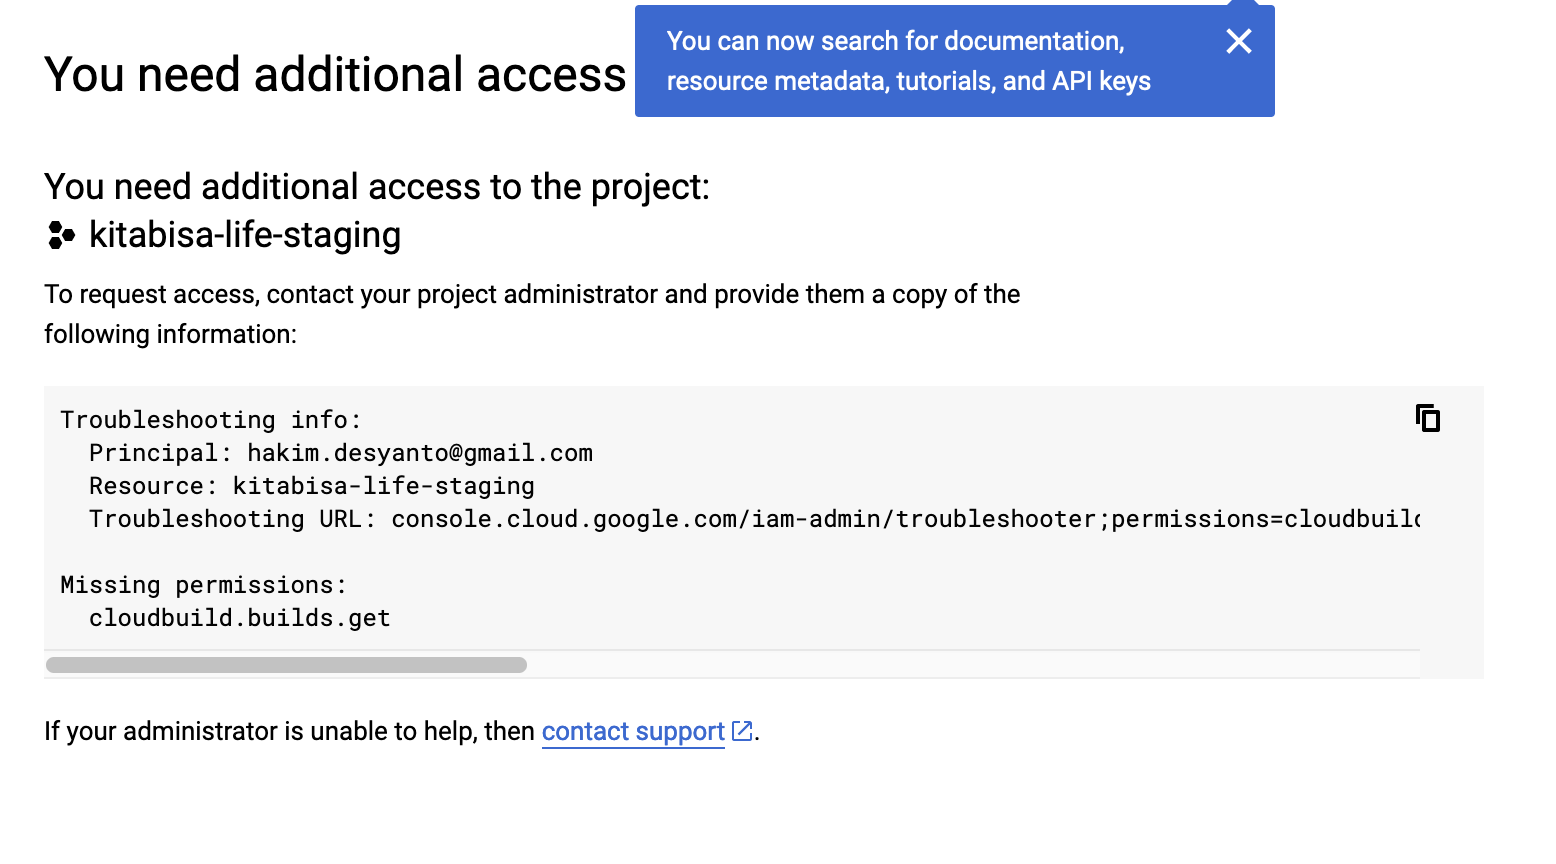 You need additional access
You can now search for documentation,
resource metadata, tutorials, and API keys
You need additional access to the project:
kitabisa-life-staging
To request access, contact your project administrator and provide them a copy of the
following information:
Troubleshooting info:
Principal: hakim.desyanto@gmail.com
Resource: kitabisa-life-staging
Troubleshooting URL: console.cloud.google.com/iam-admin/troubleshooter;permissions=cloudbuild
Missing permissions:
cloudbuild.builds.get
If your administrator is unable to help, then contact support.